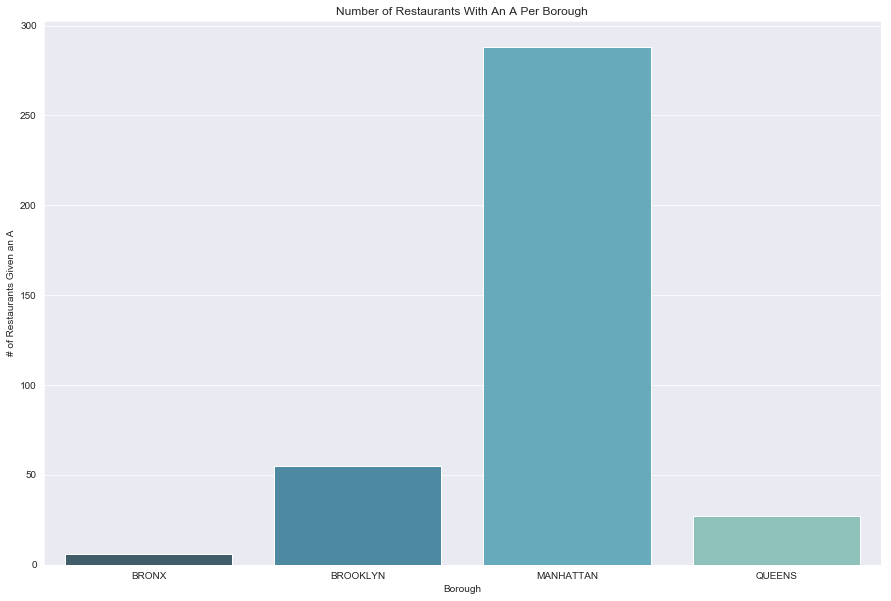 Number of Restaurants With An A Per Borough
# of Restaurants Given an A
300
250
200
150
100
50
0
BRONX BROOKLYN MANHATTAN QUEENS
Borough